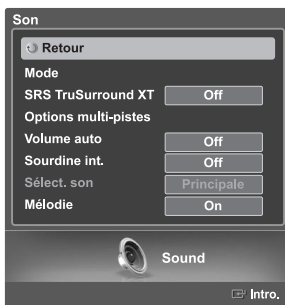 Son
Retour
Mode
SRS TruSurround XT Off
Options multi-pistes
Volume auto Off
Sourdine int. Off
Sélect. son Principale
Mélodie On
Sound
Intro.